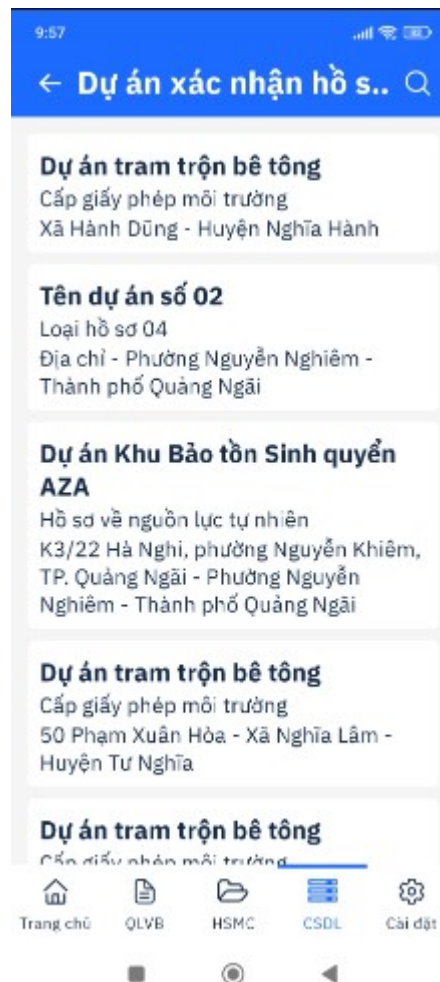 9:57
← Dự án xác nhận hồ s..
Dự án tram trộn bê tông
Cấp giấy phép môi trường
Xã Hành Dũng - Huyện Nghĩa Hành
Tên dự án số 02
Loại hồ sơ 04
Địa chỉ - Phường Nguyễn Nghiêm -
Thành phố Quảng Ngãi
Dự án Khu Bảo tồn Sinh quyển
AZA
Hồ sơ về nguồn lực tự nhiên
K3/22 Hà Nghi, phường Nguyễn Khiêm,
TP. Quảng Ngãi - Phường Nguyễn
Nghiêm - Thành phố Quảng Ngãi
Dự án tram trộn bê tông
Cấp giấy phép môi trường
50 Phạm Xuân Hòa - Xã Nghĩa Lâm -
Huyện Tư Nghĩa
Dự án tram trộn bê tông
Cấp giấy phép môi trường
Trang chủ QLVB HSMC CSDL Cài đặt